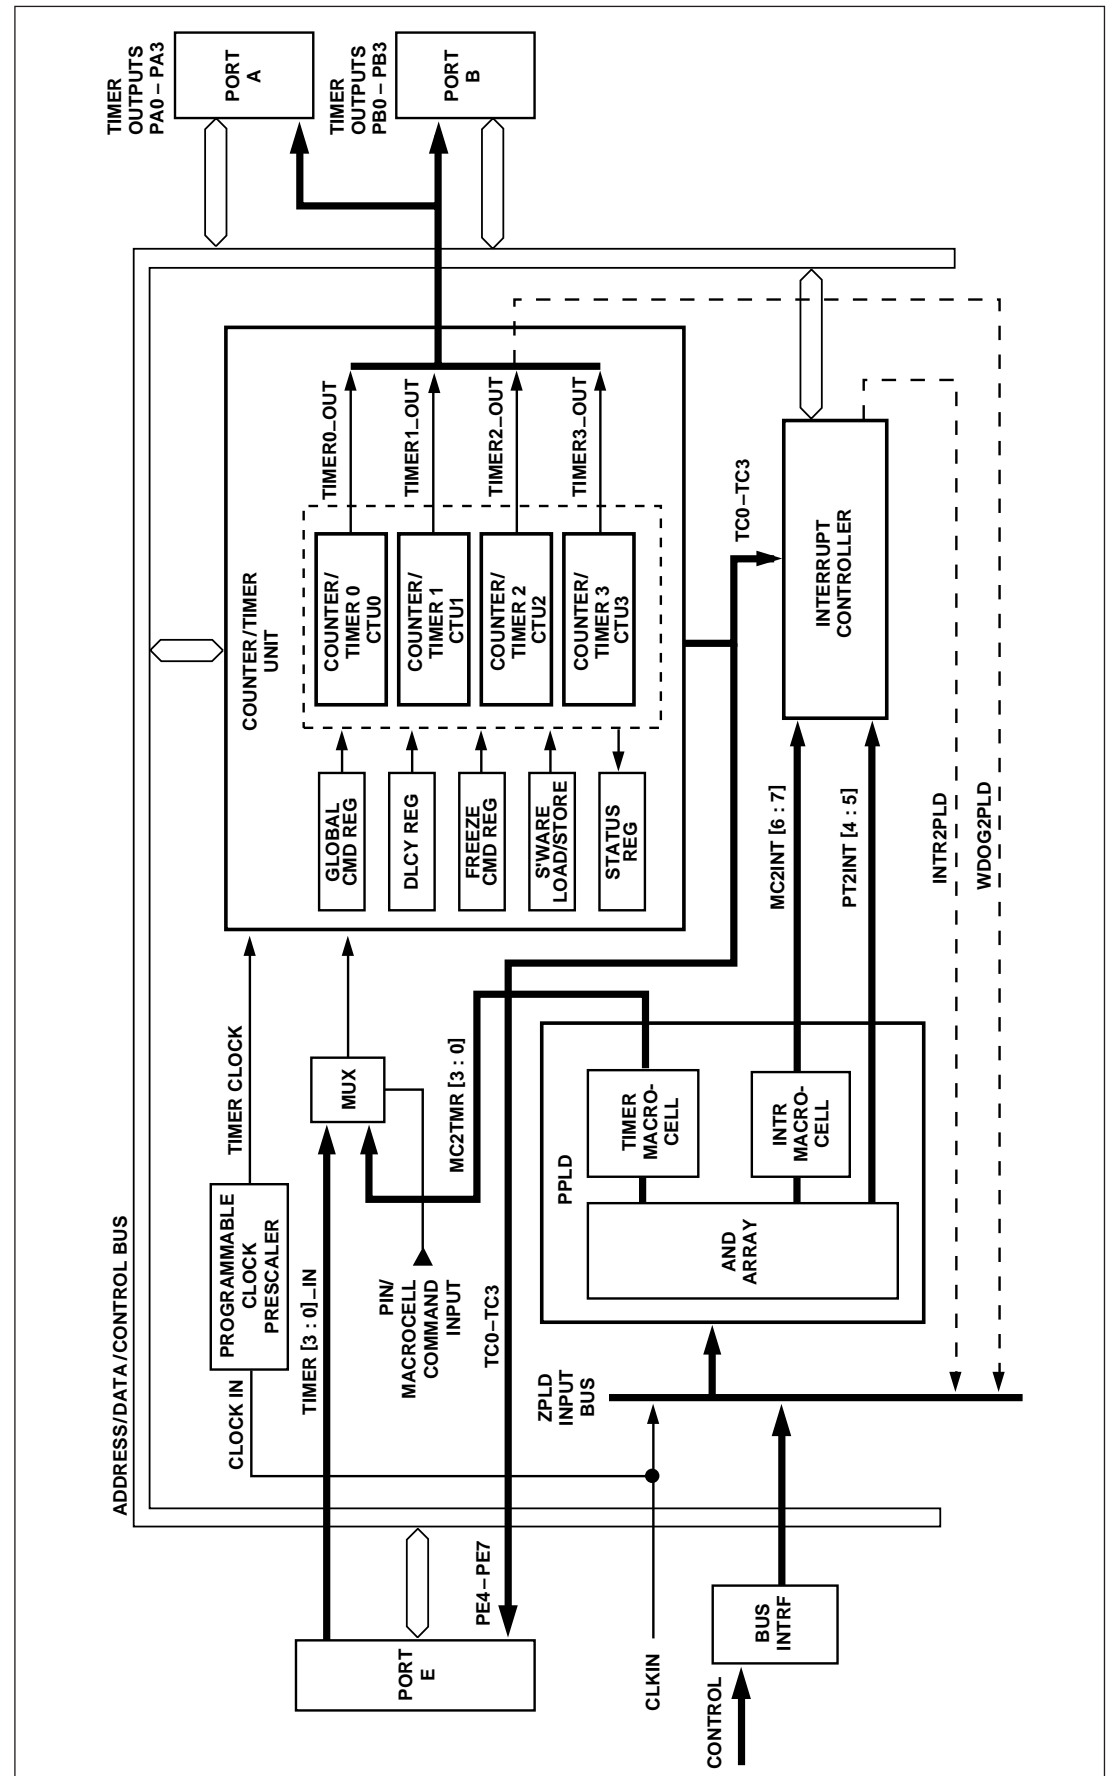 ADDRESS/DATA/CONTROL BUS
PORT
E
PE4–PE7
TIMER [3 : 0]_IN
CLOCK IN
PROGRAMMABLE
CLOCK
PRESCALER
TIMER CLOCK
MUX
PIN/
MACROCELL
COMMAND
INPUT
MC2TMR [3 : 0]
TC0–TC3
COUNTER/TIMER
UNIT
GLOBAL
CMD REG
DLCY REG
FREEZE
CMD REG
S'WARE
LOAD/STORE
STATUS
REG
COUNTER/
TIMER 0
CTU0
COUNTER/
TIMER 1
CTU1
COUNTER/
TIMER 2
CTU2
COUNTER/
TIMER 3
CTU3
TIMER0_OUT
TIMER1_OUT
TIMER2_OUT
TIMER3_OUT
TIMER
OUTPUTS
PA0 – PA3
PORT
A
TIMER
OUTPUTS
PB0 – PB3
PORT
B
CLKIN
CONTROL
BUS
INTRF
ZPLD
INPUT
BUS
PPLD
AND
ARRAY
TIMER
MACRO-
CELL
INTR
MACRO-
CELL
MC2INT [6 : 7]
PT2INT [4 : 5]
TC0–TC3
INTERRUPT
CONTROLLER
INTR2PLD
WDOG2PLD